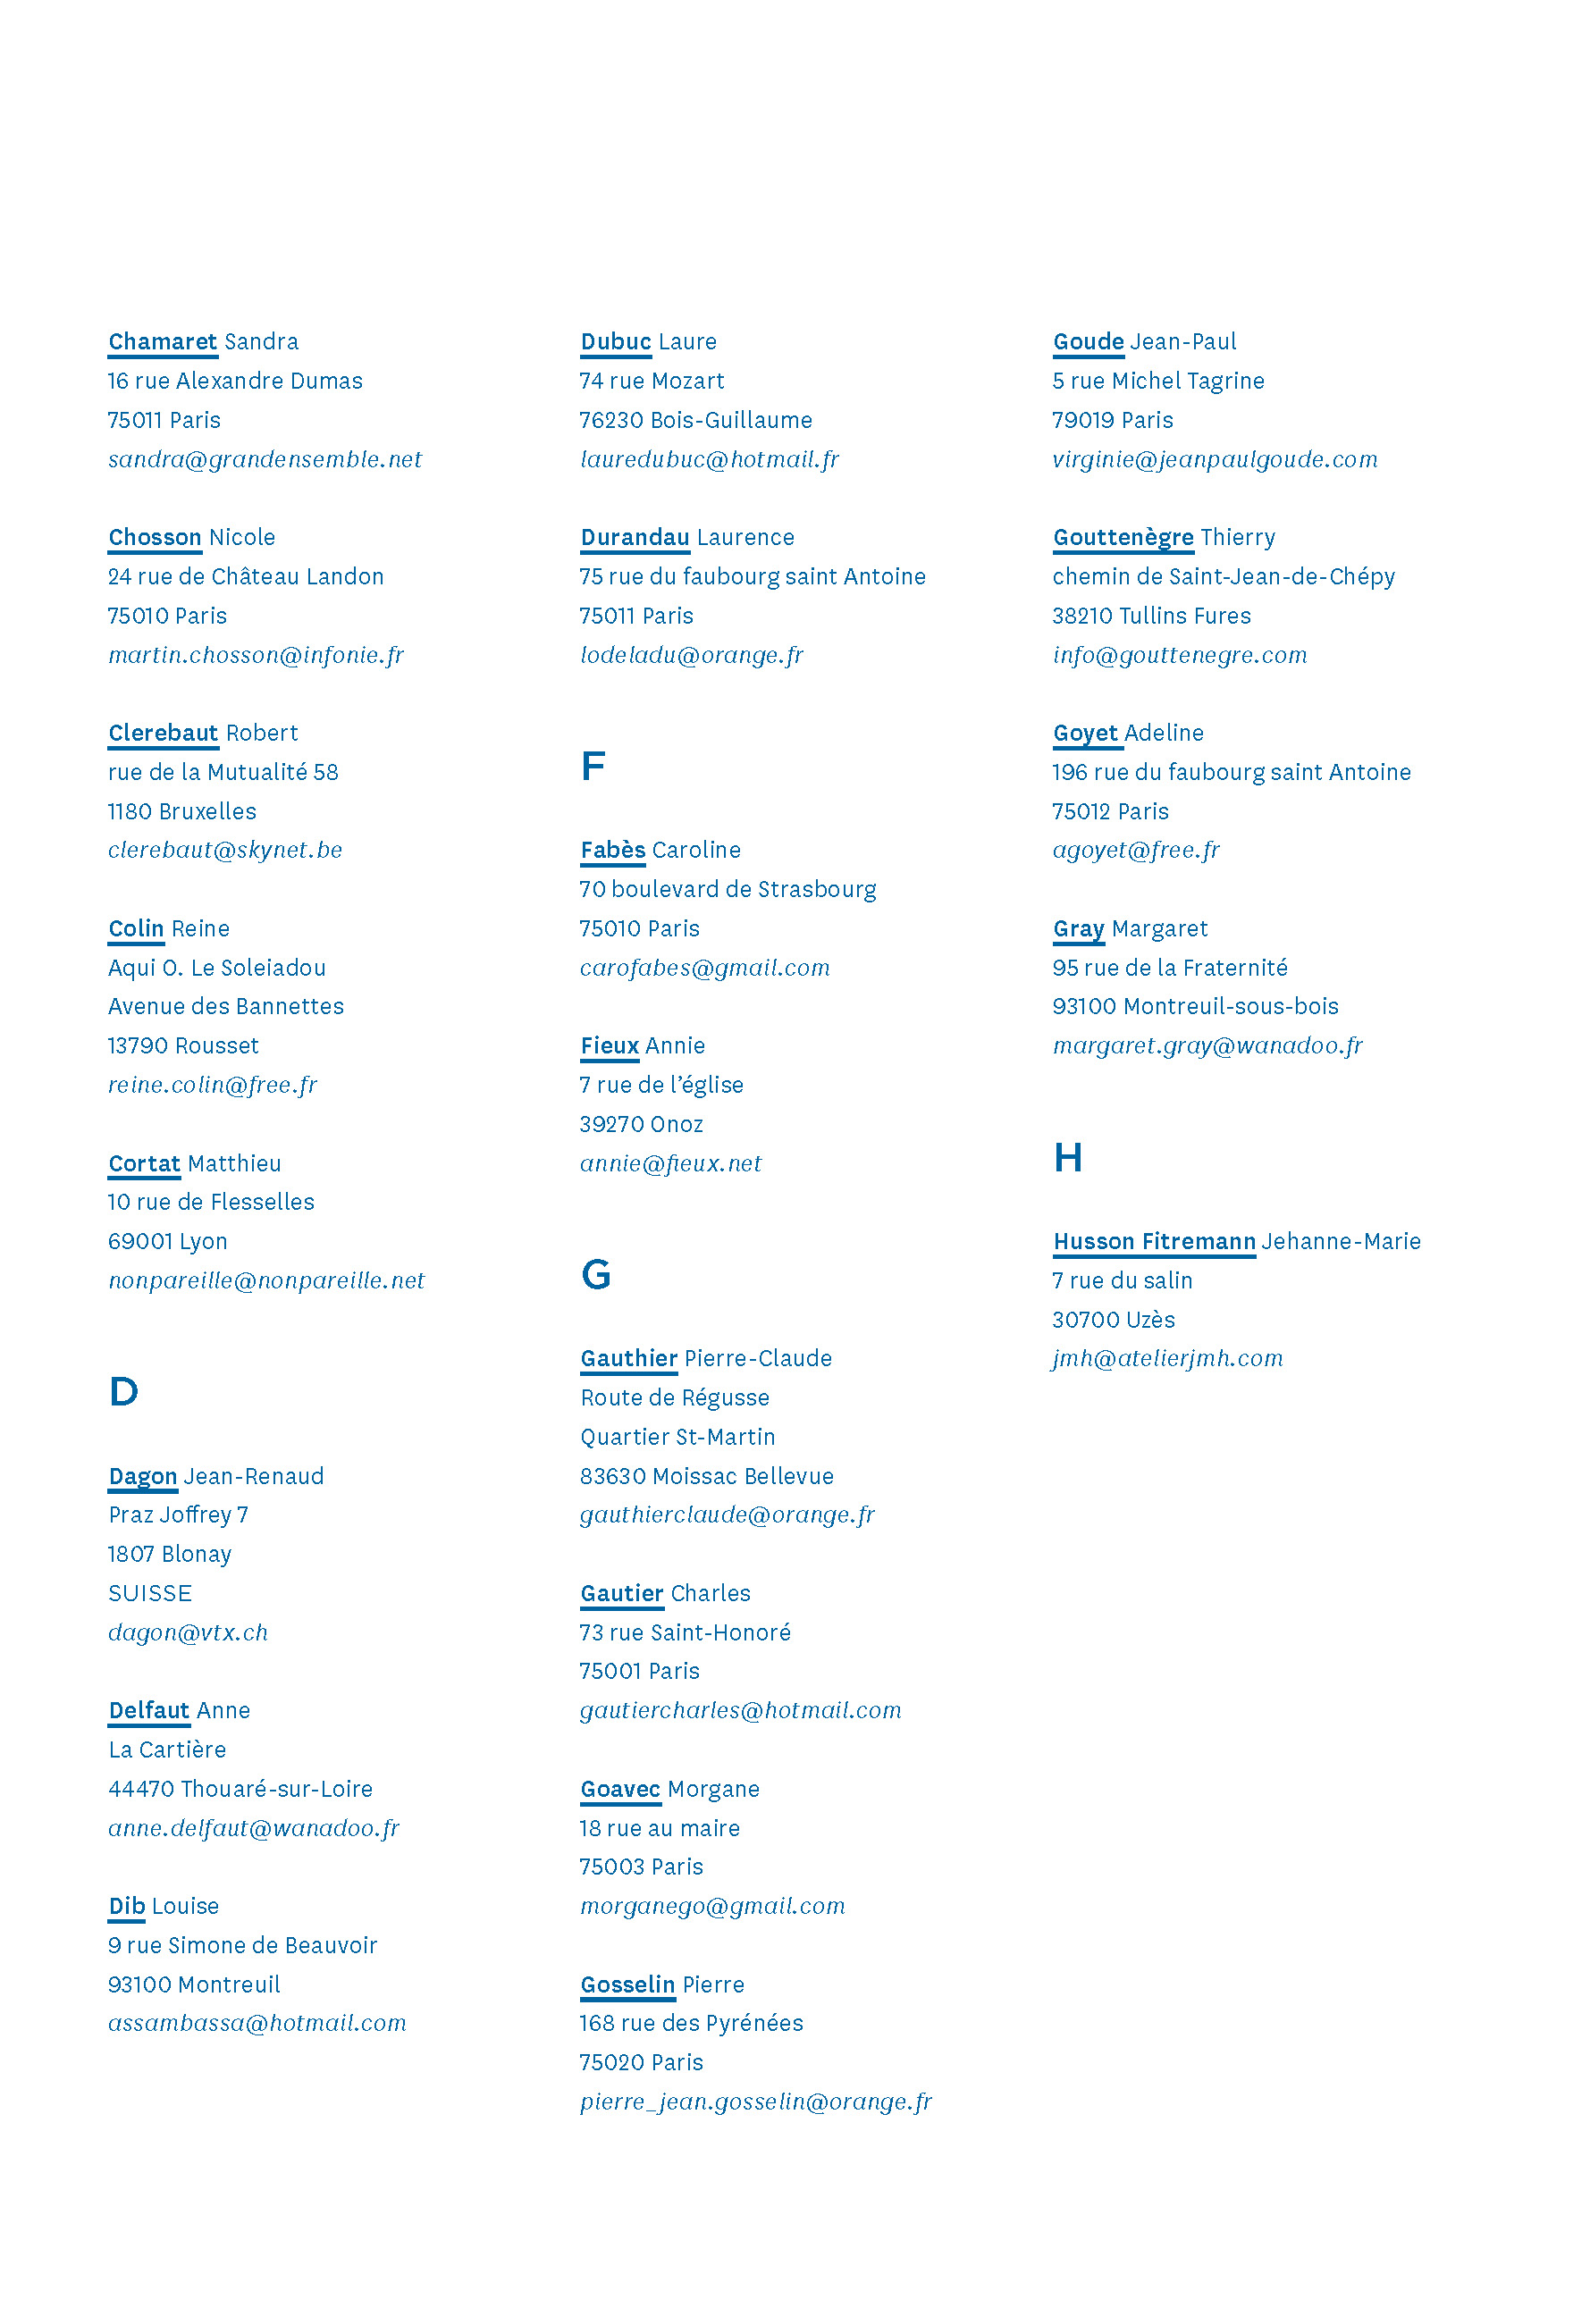 Chamaret Sandra
16 rue Alexandre Dumas
75011 Paris
sandra@grandensemble.net
Chosson Nicole
24 rue de Château Landon
75010 Paris
martin.chosson@infonie.fr
Clerebaut Robert
rue de la Mutualité 58
1180 Bruxelles
clerebaut@skynet.be
Colin Reine
Aqui O. Le Soleiadou
Avenue des Bannettes
13790 Rousset
reine.colin@free.fr
Cortat Matthieu
10 rue de Flesselles
69001 Lyon
nonpareille@nonpareille.net
D
Dagon Jean-Renaud
Praz Joffrey 7
1807 Blonay
SUISSE
dagon@vtx.ch
Delfaut Anne
La Cartière
44470 Thouaré-sur-Loire
anne.delfaut@wanadoo.fr
Dib Louise
9 rue Simone de Beauvoir
93100 Montreuil
assambassa@hotmail.com
Dubuc Laure
74 rue Mozart
76230 Bois-Guillaume
lauredubuc@hotmail.fr
Durandau Laurence
75 rue du faubourg saint Antoine
75011 Paris
lodeladu@orange.fr
F
Fabès Caroline
70 boulevard de Strasbourg
75010 Paris
carofabes@gmail.com
Fieux Annie
7 rue de l’église
39270 Onoz
annie@fieux.net
G
Gauthier Pierre-Claude
Route de Régusse
Quartier St-Martin
83630 Moissac Bellevue
gauthierclaude@orange.fr
Gautier Charles
73 rue Saint-Honoré
75001 Paris
gautiercharles@hotmail.com
Goavec Morgane
18 rue au maire
75003 Paris
morganego@gmail.com
Gosselin Pierre
168 rue des Pyrénées
75020 Paris
pierre_jean.gosselin@orange.fr
Goude Jean-Paul
5 rue Michel Tagrine
79019 Paris
virginie@jeanpaulgoude.com
Gouttenègre Thierry
chemin de Saint-Jean-de-Chépy
38210 Tullins Fures
info@gouttenegre.com
Goyet Adeline
196 rue du faubourg saint Antoine
75012 Paris
agoyet@free.fr
Gray Margaret
95 rue de la Fraternité
93100 Montreuil-sous-bois
margaret.gray@wanadoo.fr
H
Husson Fitremann Jehanne-Marie
7 rue du salin
30700 Uzès
jmh@atelierjmh.com